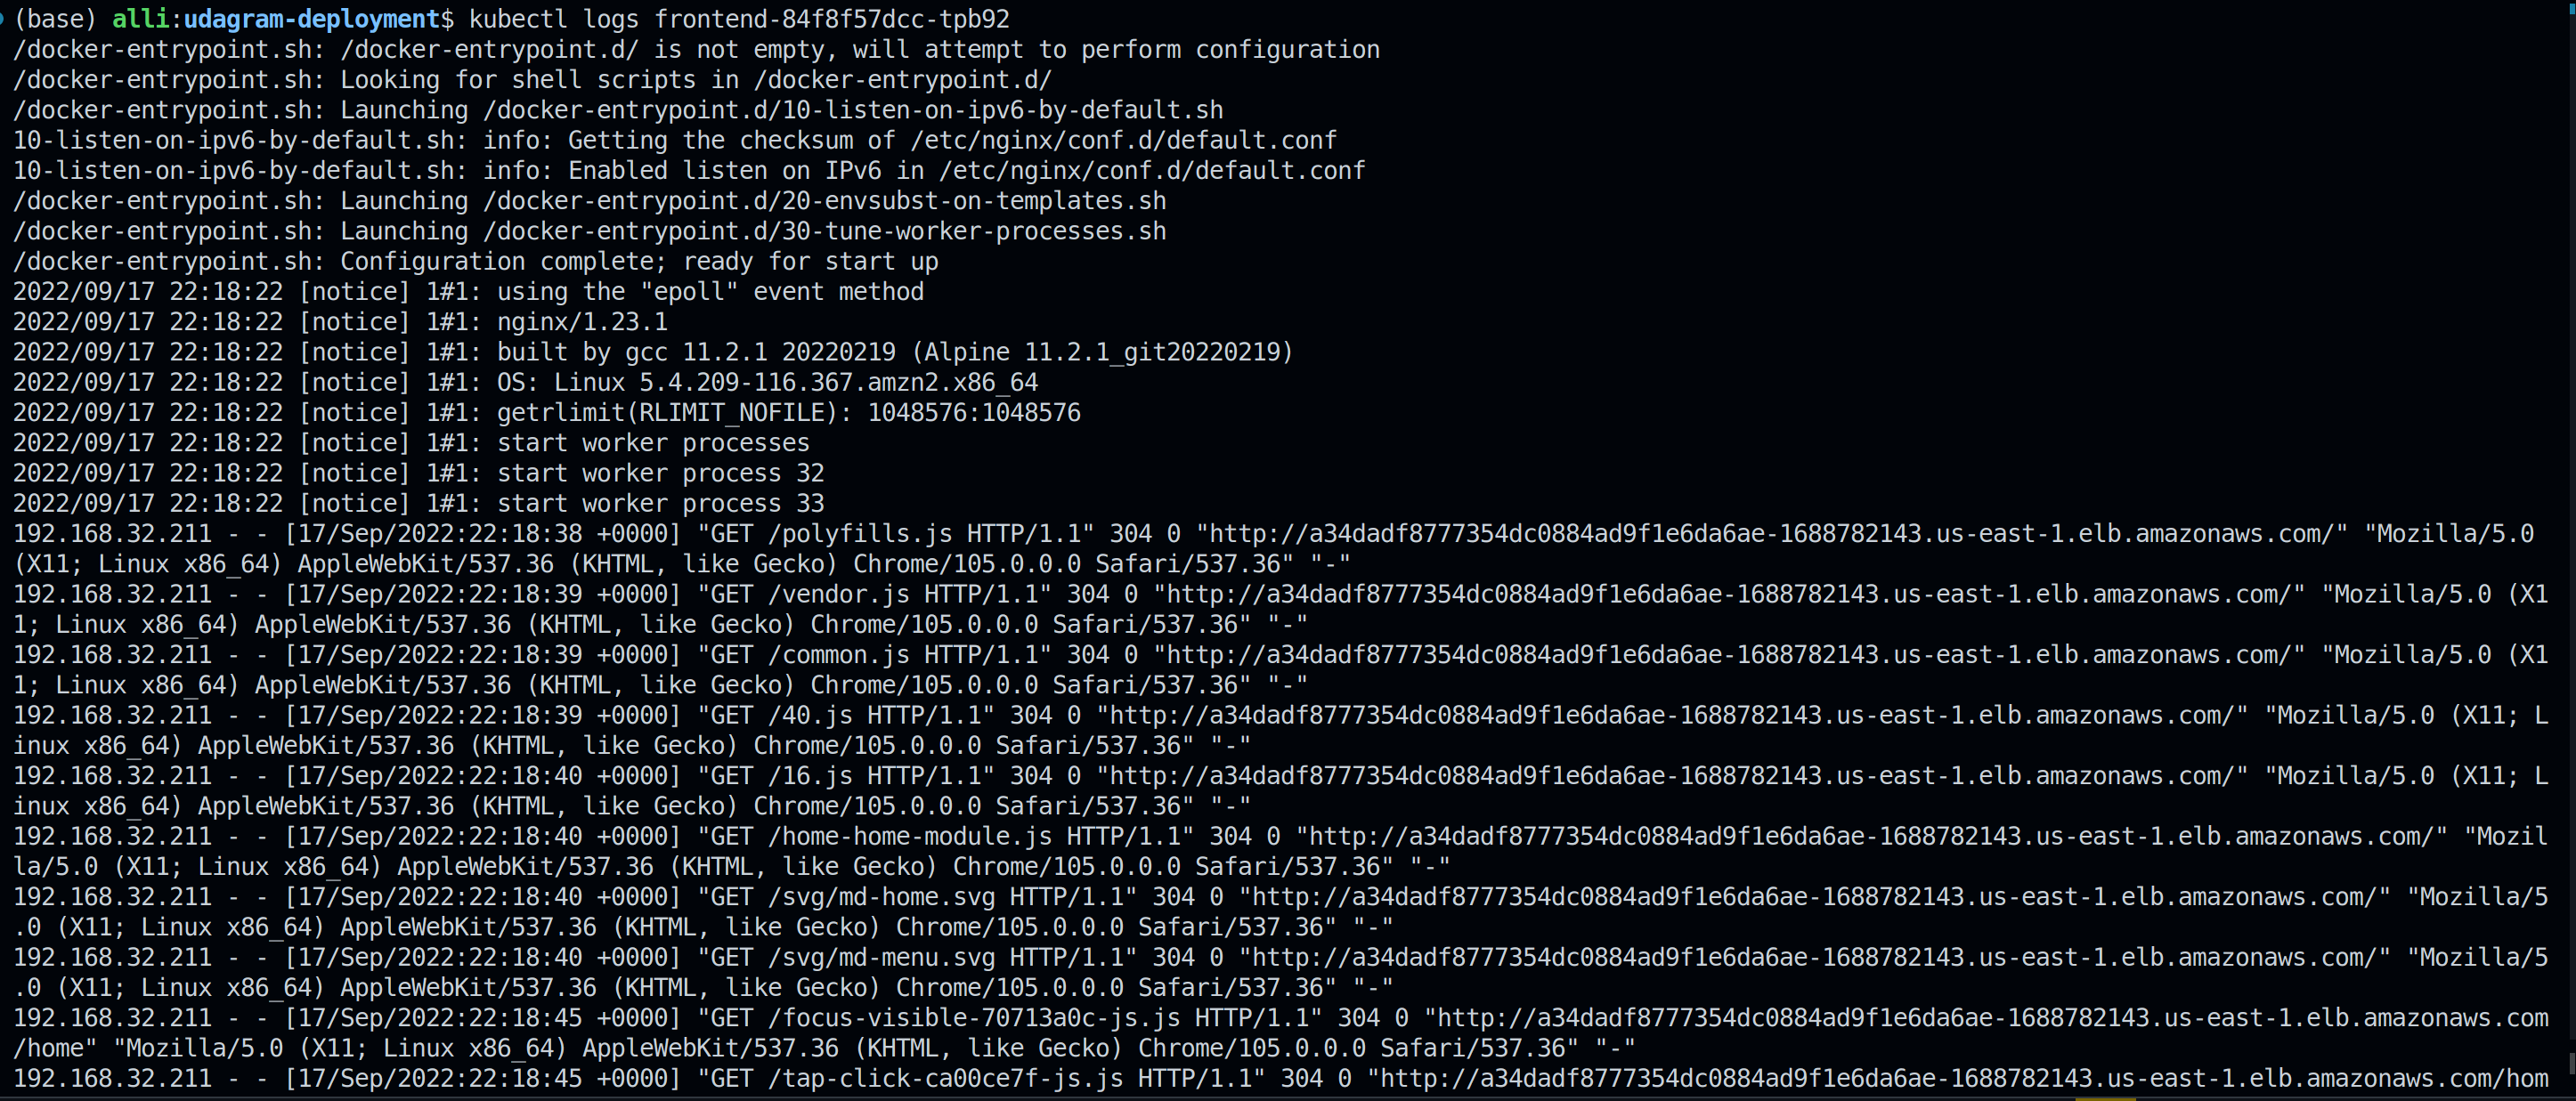 (base) alli:udagram-deployment$ kubectl logs frontend-84f8f57dcc-tpb92
/docker-entrypoint.sh: /docker-entrypoint.d/ is not empty, will attempt to perform configuration
/docker-entrypoint.sh: Looking for shell scripts in /docker-entrypoint.d/
/docker-entrypoint.sh: Launching /docker-entrypoint.d/10-listen-on-ipv6-by-default.sh
10-listen-on-ipv6-by-default.sh: info: Getting the checksum of /etc/nginx/conf.d/default.conf
10-listen-on-ipv6-by-default.sh: info: Enabled listen on IPv6 in /etc/nginx/conf.d/default.conf
/docker-entrypoint.sh: Launching /docker-entrypoint.d/20-envsubst-on-templates.sh
/docker-entrypoint.sh: Launching /docker-entrypoint.d/30-tune-worker-processes.sh
/docker-entrypoint.sh: Configuration complete; ready for start up
2022/09/17 22:18:22 [notice] 1#1: using the "epoll" event method
2022/09/17 22:18:22 [notice] 1#1: nginx/1.23.1
2022/09/17 22:18:22 [notice] 1#1: built by gcc 11.2.1 20220219 (Alpine 11.2.1_git20220219)
2022/09/17 22:18:22 [notice] 1#1: OS: Linux 5.4.209-116.367.amzn2.x86_64
2022/09/17 22:18:22 [notice] 1#1: getrlimit(RLIMIT_NOFILE): 1048576:1048576
2022/09/17 22:18:22 [notice] 1#1: start worker processes
2022/09/17 22:18:22 [notice] 1#1: start worker process 32
2022/09/17 22:18:22 [notice] 1#1: start worker process 33
192.168.32.211 - - [17/Sep/2022:22:18:38 +0000] "GET /polyfills.js HTTP/1.1" 304 0 "http://a34dadf8777354dc0884ad9f1e6da6ae-1688782143.us-east-1.elb.amazonaws.com/" "Mozilla/5.0
(X11; Linux x86_64) AppleWebKit/537.36 (KHTML, like Gecko) Chrome/105.0.0.0 Safari/537.36" "-"
192.168.32.211 - - [17/Sep/2022:22:18:39 +0000] "GET /vendor.js HTTP/1.1" 304 0 "http://a34dadf8777354dc0884ad9f1e6da6ae-1688782143.us-east-1.elb.amazonaws.com/" "Mozilla/5.0 (X1
1; Linux x86_64) AppleWebKit/537.36 (KHTML, like Gecko) Chrome/105.0.0.0 Safari/537.36" "-"
192.168.32.211 - - [17/Sep/2022:22:18:39 +0000] "GET /common.js HTTP/1.1" 304 0 "http://a34dadf8777354dc0884ad9f1e6da6ae-1688782143.us-east-1.elb.amazonaws.com/" "Mozilla/5.0 (X1
1; Linux x86_64) AppleWebKit/537.36 (KHTML, like Gecko) Chrome/105.0.0.0 Safari/537.36" "-"
192.168.32.211 - - [17/Sep/2022:22:18:39 +0000] "GET /40.js HTTP/1.1" 304 0 "http://a34dadf8777354dc0884ad9f1e6da6ae-1688782143.us-east-1.elb.amazonaws.com/" "Mozilla/5.0 (X11; L
inux x86_64) AppleWebKit/537.36 (KHTML, like Gecko) Chrome/105.0.0.0 Safari/537.36" "-"
192.168.32.211 - - [17/Sep/2022:22:18:40 +0000] "GET /16.js HTTP/1.1" 304 0 "http://a34dadf8777354dc0884ad9f1e6da6ae-1688782143.us-east-1.elb.amazonaws.com/" "Mozilla/5.0 (X11; L
inux x86_64) AppleWebKit/537.36 (KHTML, like Gecko) Chrome/105.0.0.0 Safari/537.36" "-"
192.168.32.211 - - [17/Sep/2022:22:18:40 +0000] "GET /home-home-module.js HTTP/1.1" 304 0 "http://a34dadf8777354dc0884ad9f1e6da6ae-1688782143.us-east-1.elb.amazonaws.com/" "Mozil
la/5.0 (X11; Linux x86_64) AppleWebKit/537.36 (KHTML, like Gecko) Chrome/105.0.0.0 Safari/537.36" "-"
192.168.32.211 - - [17/Sep/2022:22:18:40 +0000] "GET /svg/md-home.svg HTTP/1.1" 304 0 "http://a34dadf8777354dc0884ad9f1e6da6ae-1688782143.us-east-1.elb.amazonaws.com/" "Mozilla/5
.0 (X11; Linux x86_64) AppleWebKit/537.36 (KHTML, like Gecko) Chrome/105.0.0.0 Safari/537.36" "-"
192.168.32.211 - - [17/Sep/2022:22:18:40 +0000] "GET /svg/md-menu.svg HTTP/1.1" 304 0 "http://a34dadf8777354dc0884ad9f1e6da6ae-1688782143.us-east-1.elb.amazonaws.com/" "Mozilla/5
.0 (X11; Linux x86_64) AppleWebKit/537.36 (KHTML, like Gecko) Chrome/105.0.0.0 Safari/537.36" "-"
192.168.32.211 - - [17/Sep/2022:22:18:45 +0000] "GET /focus-visible-70713a0c-js.js HTTP/1.1" 304 0 "http://a34dadf8777354dc0884ad9f1e6da6ae-1688782143.us-east-1.elb.amazonaws.com
/home" "Mozilla/5.0 (X11; Linux x86_64) AppleWebKit/537.36 (KHTML, like Gecko) Chrome/105.0.0.0 Safari/537.36" "-"
192.168.32.211 - - [17/Sep/2022:22:18:45 +0000] "GET /tap-click-ca00ce7f-js.js HTTP/1.1" 304 0 "http://a34dadf8777354dc0884ad9f1e6da6ae-1688782143.us-east-1.elb.amazonaws.com/hom